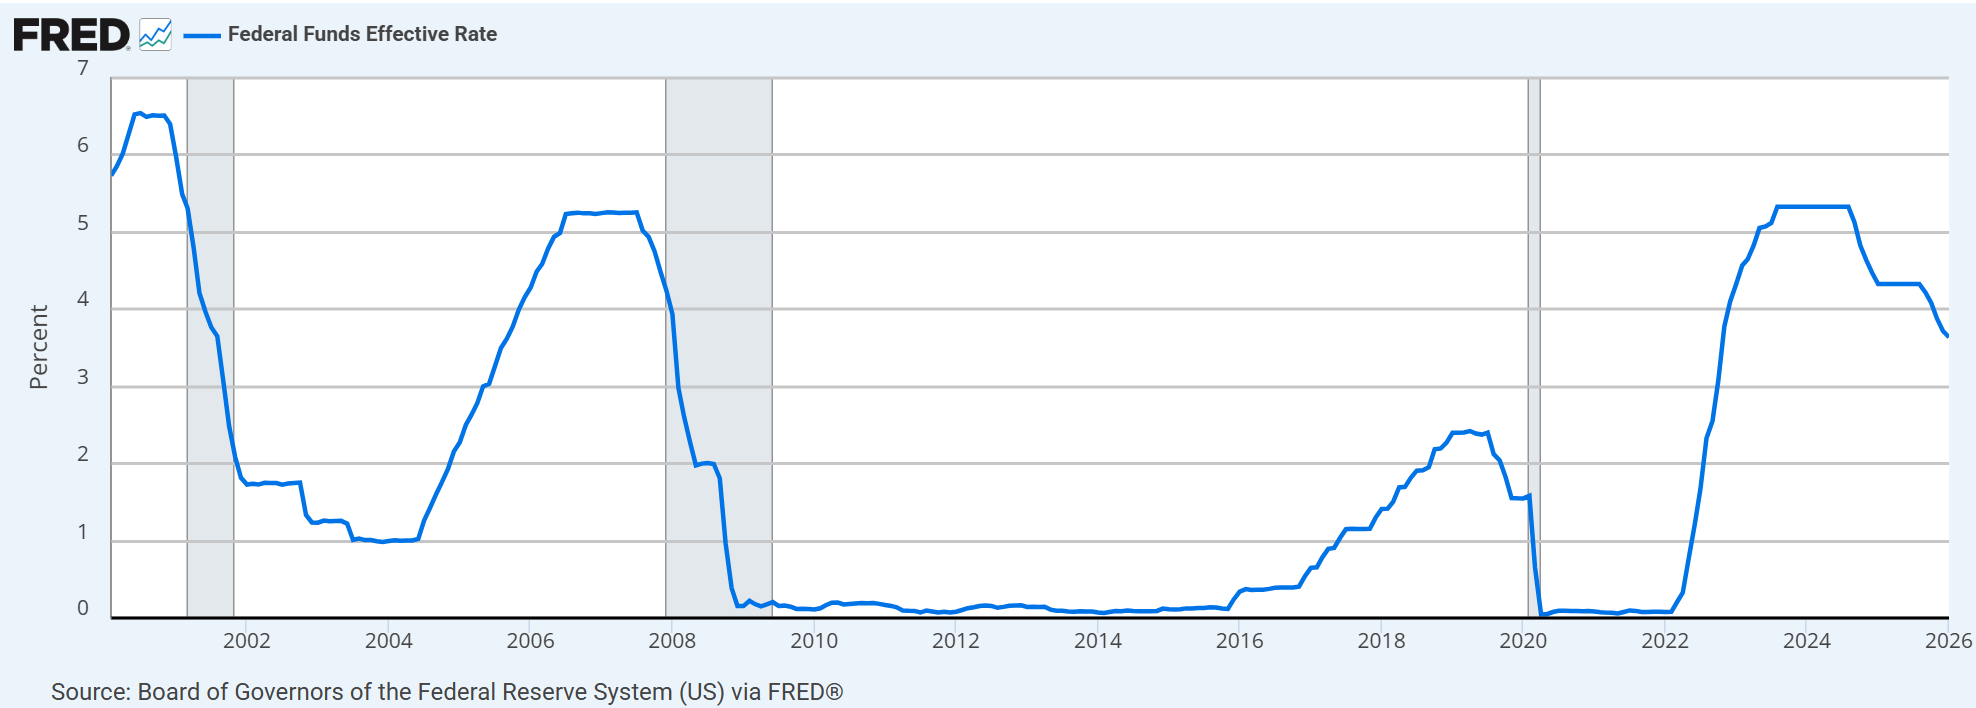 FRED® Federal Funds Effective Rate
7
6
5
4
3
2
1
0
Percent
2002 2004 2006 2008 2010 2012 2014 2016 2018 2020 2022 2024 2026
Source: Board of Governors of the Federal Reserve System (US) via FRED®